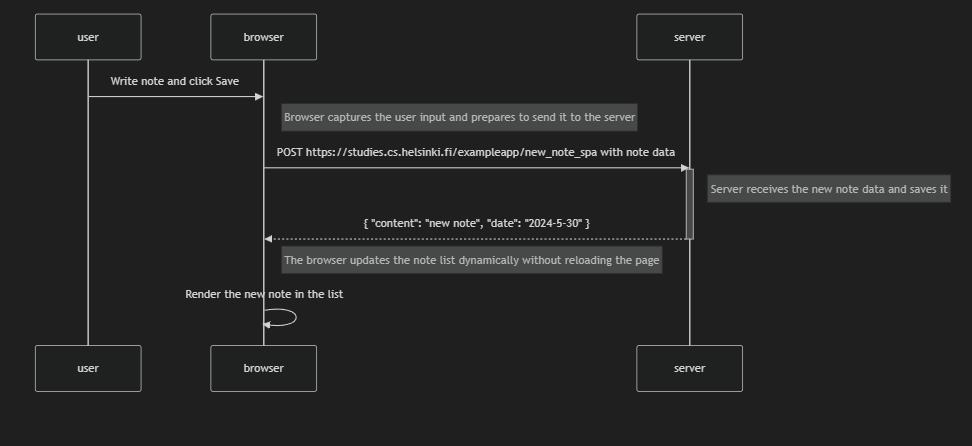 user
browser
server
Write note and click Save
Browser captures the user input and prepares to send it to the server
POST https://studies.cs.helsinki.fi/exampleapp/new_note_spa with note data
Server receives the new note data and saves it
{ "content": "new note", "date": "2024-5-30" }
The browser updates the note list dynamically without reloading the page
Render the new note in the list
user
browser
server